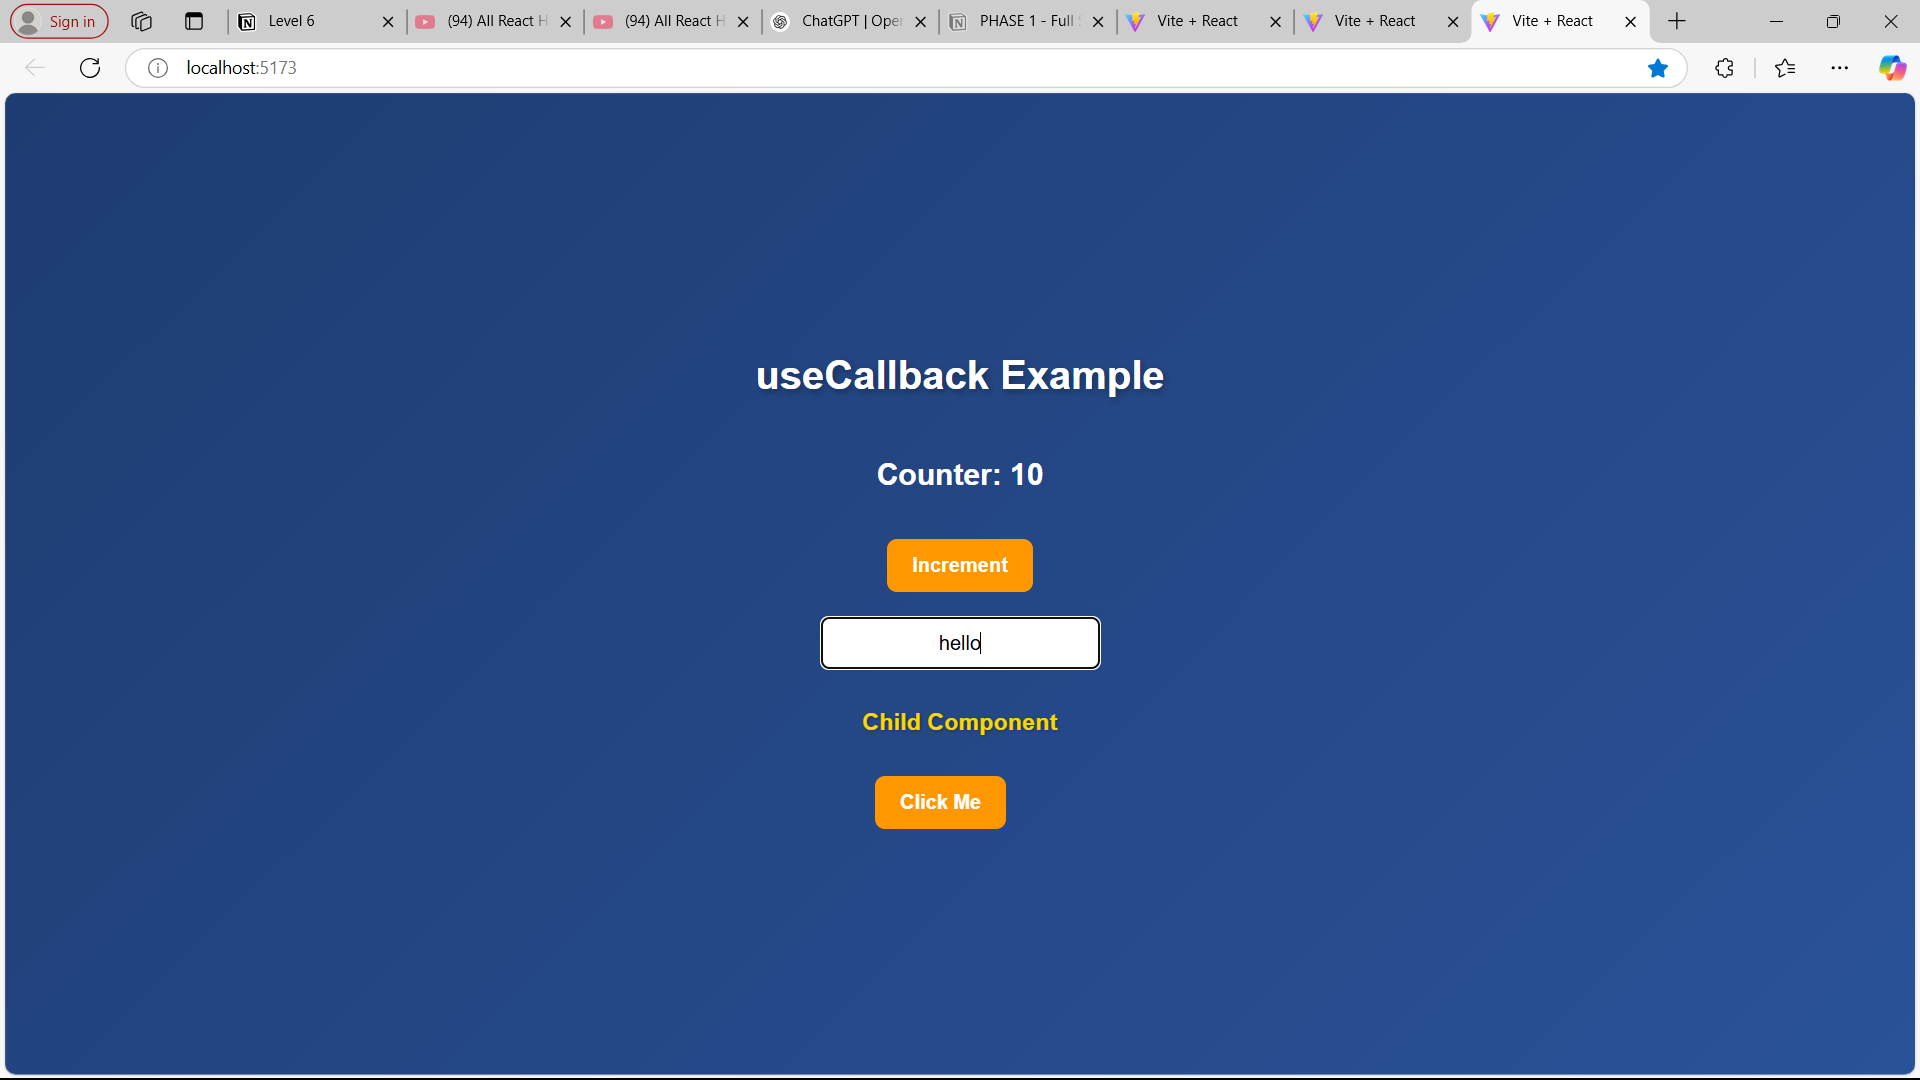 Sign in
Level 6
(94) All React H
(94) All React H
ChatGPT | Open
PHASE 1 - Full S
Vite + React
Vite + React
Vite + React
localhost:5173
useCallback Example
Counter: 10
Increment
hello
Child Component
Click Me